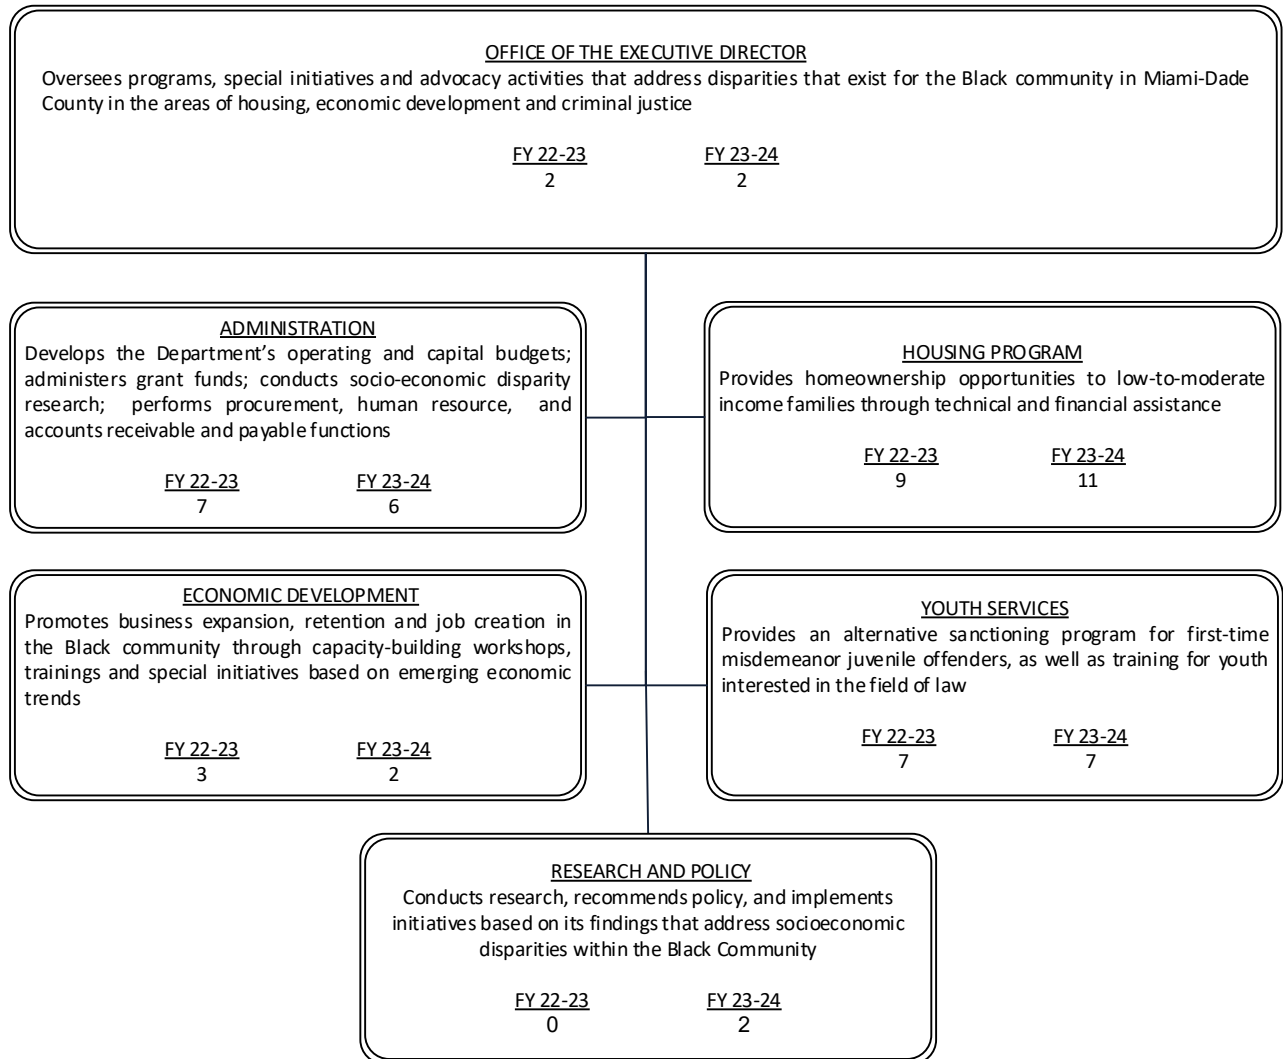 OFFICE OF THE EXECUTIVE DIRECTOR
Oversees programs, special initiatives and advocacy activities that address disparities that exist for the Black community in Miami-Dade
County in the areas of housing, economic development and criminal justice
FY 22-23 FY 23-24
2 2
ADMINISTRATION
Develops the Department’s operating and capital budgets;
administers grant funds; conducts socio-economic disparity
research; performs procurement, human resource, and
accounts receivable and payable functions
FY 22-23 FY 23-24
7 6
HOUSING PROGRAM
Provides homeownership opportunities to low-to-moderate
income families through technical and financial assistance
FY 22-23 FY 23-24
9 11
ECONOMIC DEVELOPMENT
Promotes business expansion, retention and job creation in
the Black community through capacity-building workshops,
trainings and special initiatives based on emerging economic
trends
FY 22-23 FY 23-24
3 2
YOUTH SERVICES
Provides an alternative sanctioning program for first-time
misdemeanor juvenile offenders, as well as training for youth
interested in the field of law
FY 22-23 FY 23-24
7 7
RESEARCH AND POLICY
Conducts research, recommends policy, and implements
initiatives based on its findings that address socioeconomic
disparities within the Black Community
FY 22-23 FY 23-24
0 2